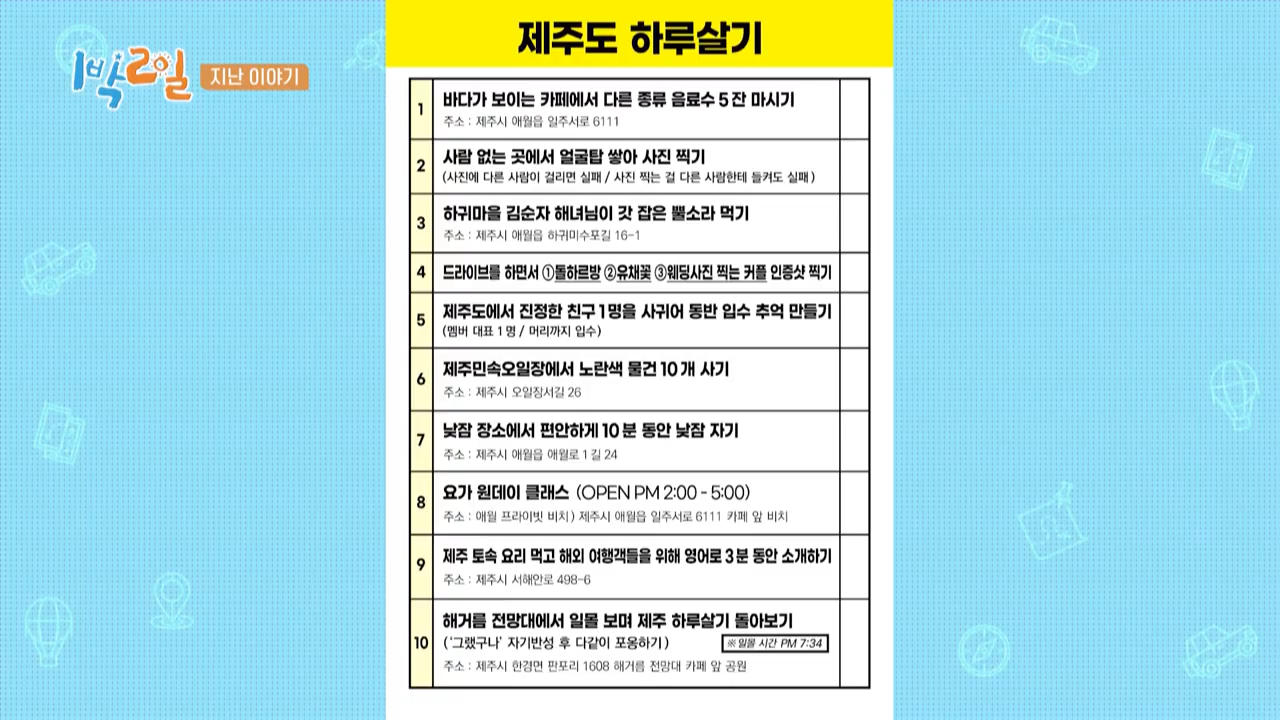 1박2일
지난 이야기
제주도 하루살기
1
바다가 보이는 카페에서 다른 종류 음료수 5잔 마시기
주소 : 제주시 애월읍 일주서로 6111
2
사람 없는 곳에서 얼굴탑 쌓아 사진 찍기
(사진에 다른 사람이 걸리면 실패 / 사진 찍는 걸 다른 사람한테 들켜도 실패)
3
하귀마을 김순자 해녀님이 갓 잡은 뿔소라 먹기
주소 : 제주시 애월읍 하귀미수포길 16-1
4
드라이브를 하면서 ①돌하르방 ②유채꽃 ③웨딩사진 찍는 커플 인증샷 찍기
5
제주도에서 진정한 친구 1명을 사귀어 동반 입수 추억 만들기
(멤버 대표 1명 / 머리까지 입수)
6
제주민속오일장에서 노란색 물건 10개 사기
주소 : 제주시 오일장서길 26
7
낮잠 장소에서 편안하게 10분 동안 낮잠 자기
주소 : 제주시 애월읍 애월로 1길 24
8
요가 원데이 클래스 (OPEN PM 2:00 - 5:00)
주소 : 애월 프라이빗 비치) 제주시 애월읍 일주서로 6111 카페 앞 비치
9
제주 토속 요리 먹고 해외 여행객들을 위해 영어로 3분 동안 소개하기
주소 : 제주시 서해안로 498-6
10
해거름 전망대에서 일몰 보며 제주 하루살기 돌아보기
('그랬구나' 자기반성 후 다같이 포옹하기)
※일몰 시간 PM 7:34
주소 : 제주시 한경면 판포리 1608 해거름 전망대 카페 앞 공원